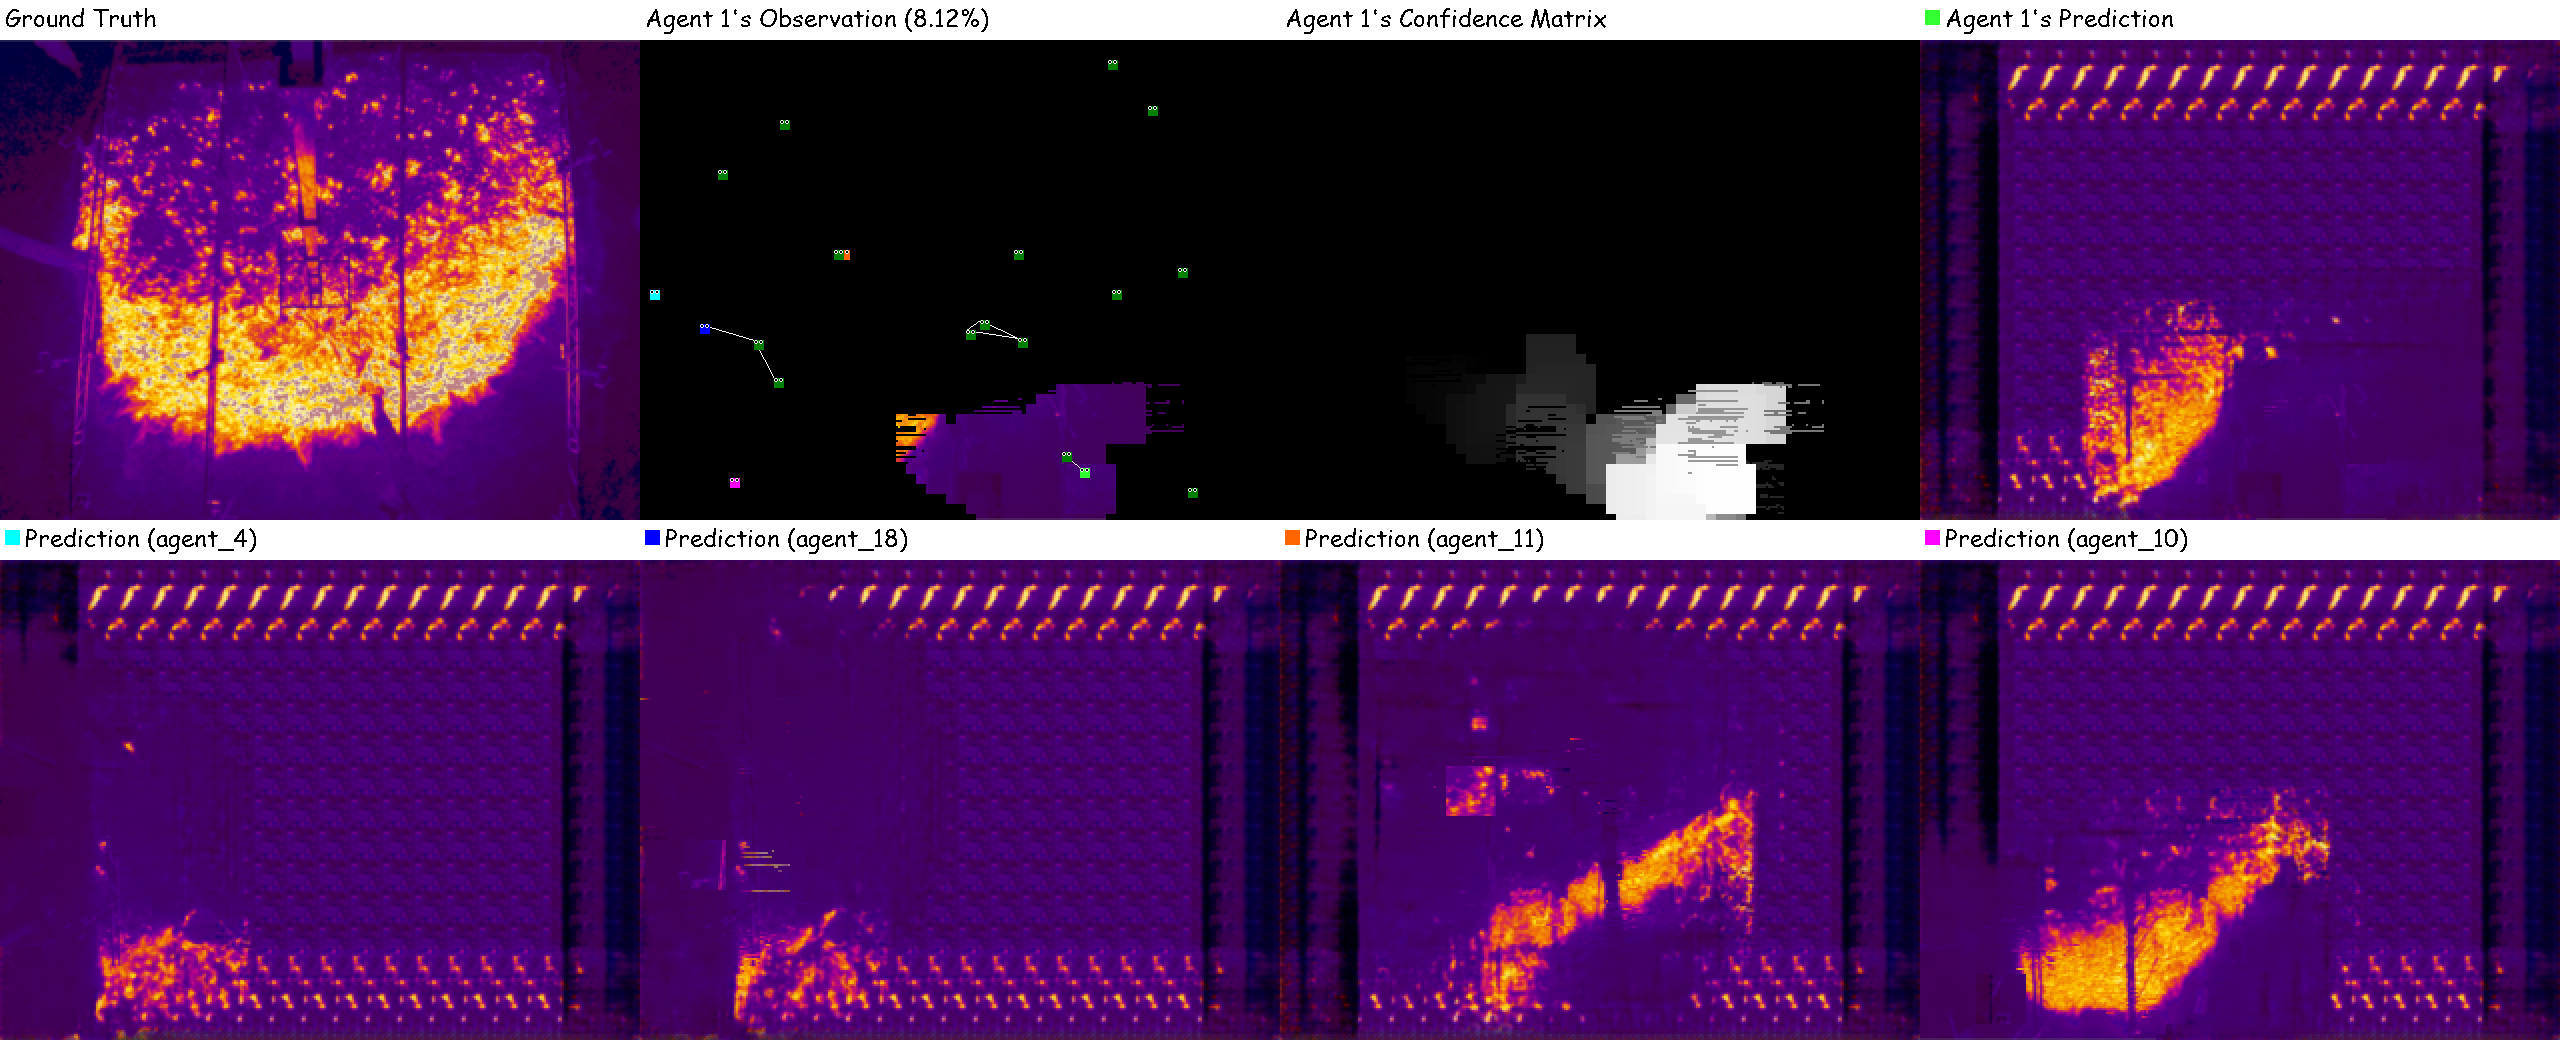 Ground Truth
Agent 1's Observation (8.12%)
Agent 1's Confidence Matrix
Agent 1's Prediction
Prediction (agent_4)
Prediction (agent_18)
Prediction (agent_11)
Prediction (agent_10)